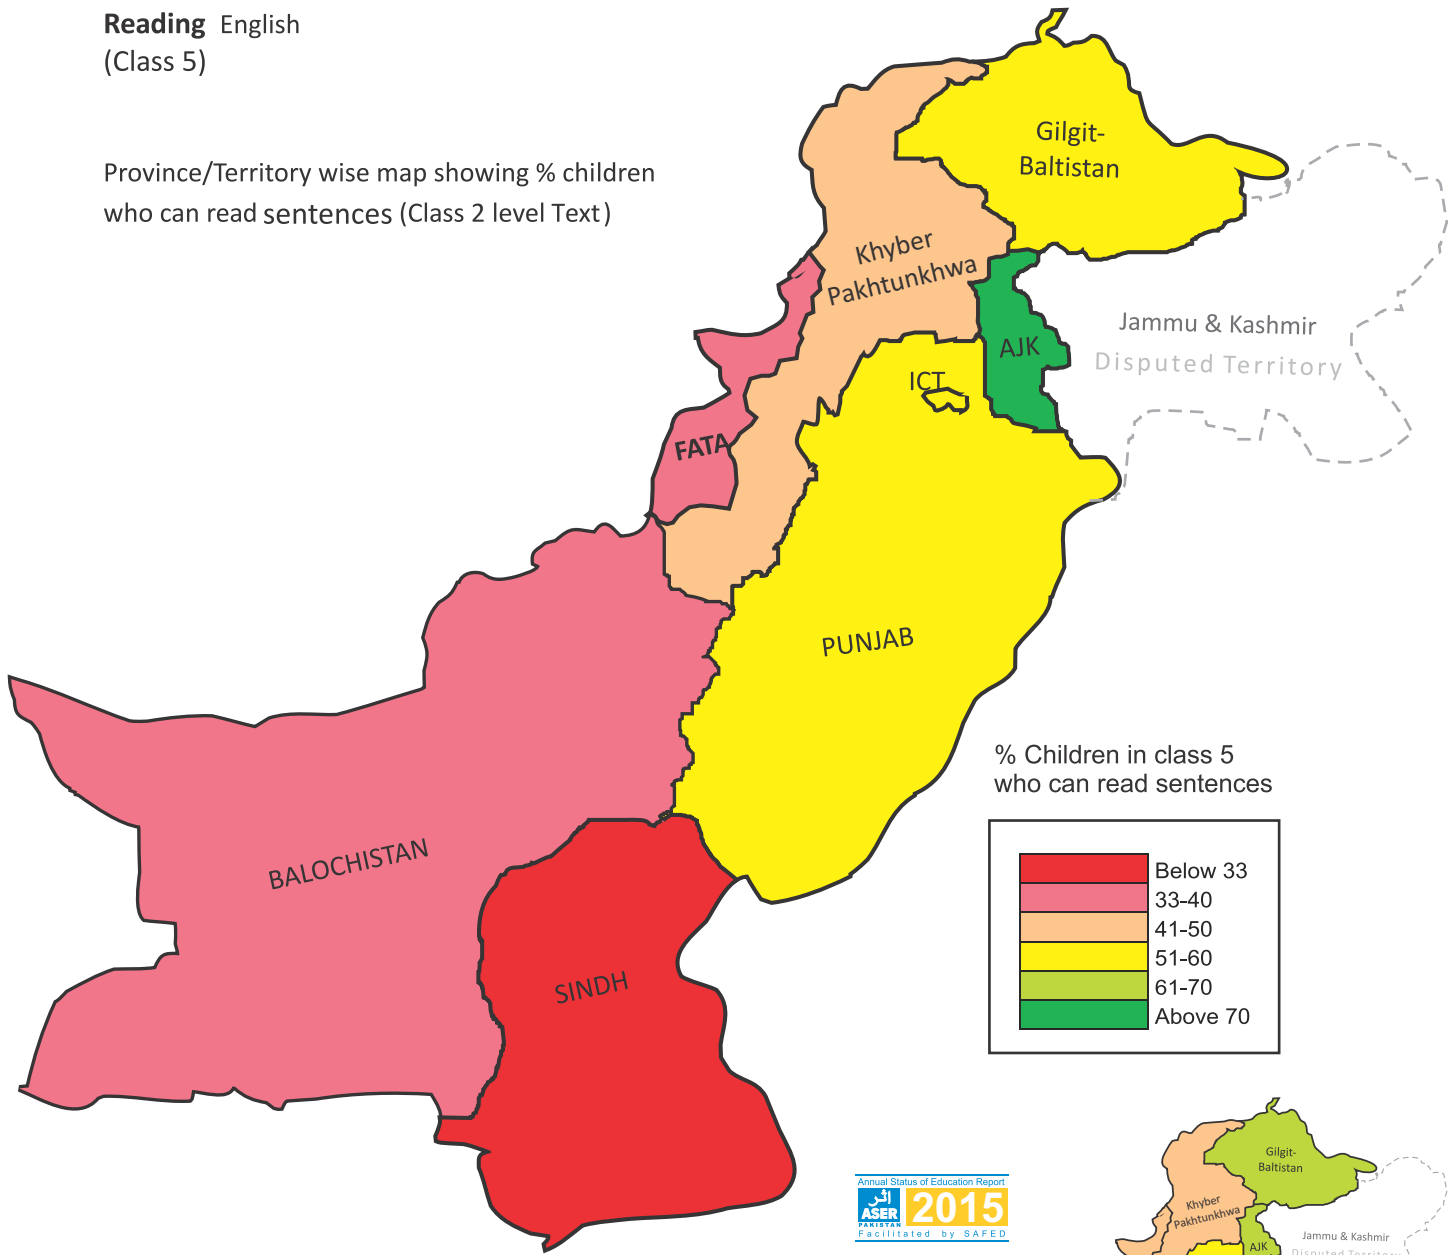 Reading English
(Class 5)
Province/Territory wise map showing % children
who can read sentences (Class 2 level Text)
Gilgit-
Baltistan
Khyber
Pakhtunkhwa
Jammu & Kashmir
Disputed Territory
AJK
ICT
FATA
PUNJAB
BALOCHISTAN
SINDH
% Children in class 5
who can read sentences
Below 33
33-40
41-50
51-60
61-70
Above 70
Annual Status of Education Report
اثر
ASER
PAKISTAN
2015
Facilitated by SAFED
Gilgit-
Baltistan
Khyber
Pakhtunkhwa
Jammu & Kashmir
Disputed Territory
AJK